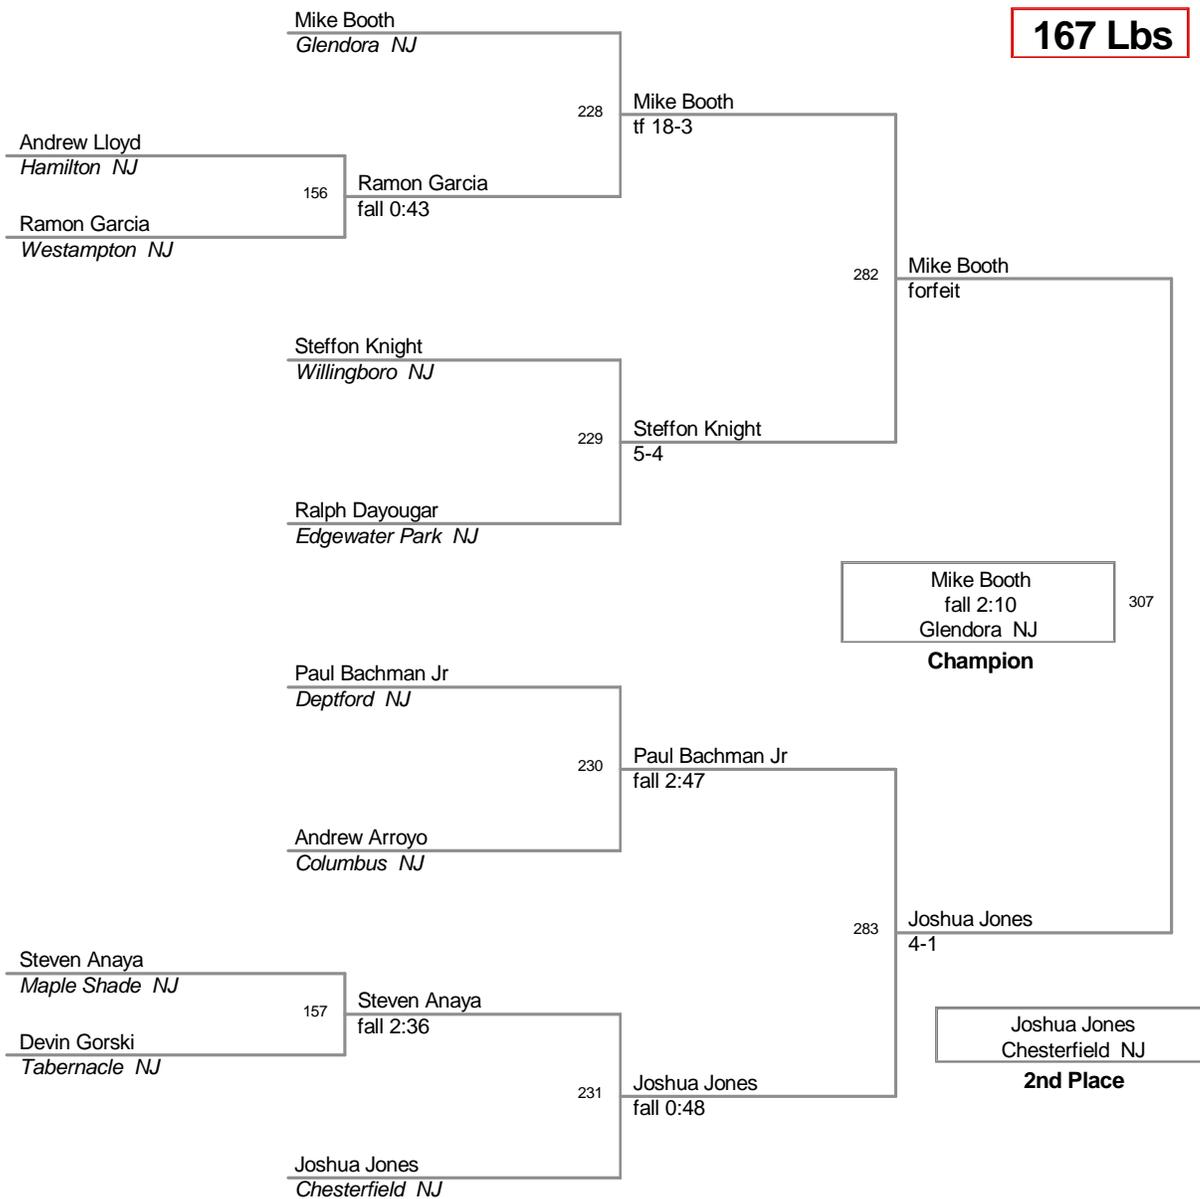 Mike Booth
Glendora NJ
167 Lbs
228
Mike Booth
tf 18-3
Andrew Lloyd
Hamilton NJ
156
Ramon Garcia
fall 0:43
Ramon Garcia
Westampton NJ
282
Mike Booth
forfeit
Steffon Knight
Willingboro NJ
229
Steffon Knight
5-4
Ralph Dayougar
Edgewater Park NJ
Mike Booth
fall 2:10
Glendora NJ
307
Champion
Paul Bachman Jr
Deptford NJ
230
Paul Bachman Jr
fall 2:47
Andrew Arroyo
Columbus NJ
283
Joshua Jones
4-1
Steven Anaya
Maple Shade NJ
157
Steven Anaya
fall 2:36
Devin Gorski
Tabernacle NJ
Joshua Jones
Chesterfield NJ
2nd Place
231
Joshua Jones
fall 0:48
Joshua Jones
Chesterfield NJ